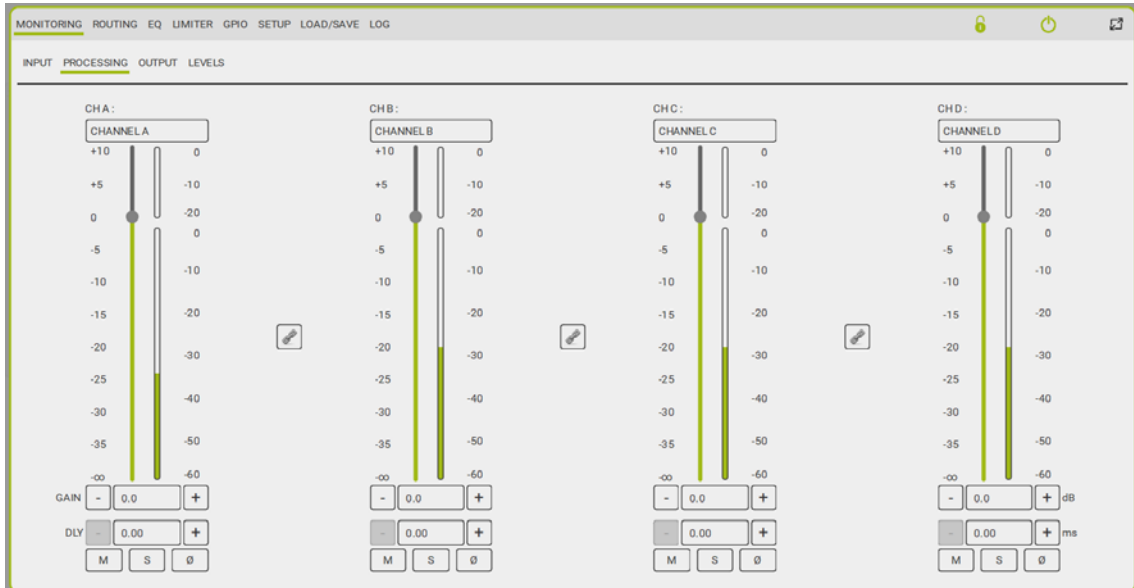 MONITORING ROUTING EQ LIMITER GPIO SETUP LOAD/SAVE LOG
INPUT PROCESSING OUTPUT LEVELS
CH A : CH B : CH C : CH D :
CHANNEL A CHANNEL B CHANNEL C CHANNEL D
+10 0 +10 0 +10 0 +10 0
+5 -10 +5 -10 +5 -10 +5 -10
0 -20 0 -20 0 -20 0 -20
0 0 0 0
-5 -5 -5 -5
-10 -10 -10 -10
-10 -10 -10 -10
-15 -20 -15 -20 -15 -20 -15 -20
-20 -30 -20 -30 -20 -30 -20 -30
-25 -25 -25 -25
-40 -40 -40 -40
-30 -30 -30 -30
-35 -50 -35 -50 -35 -50 -35 -50
-∞ -60 -∞ -60 -∞ -60 -∞ -60
GAIN - 0.0 + - 0.0 + - 0.0 + - 0.0 + dB
DLY - 0.00 + - 0.00 + - 0.00 + - 0.00 + ms
M S Ø M S Ø M S Ø M S Ø